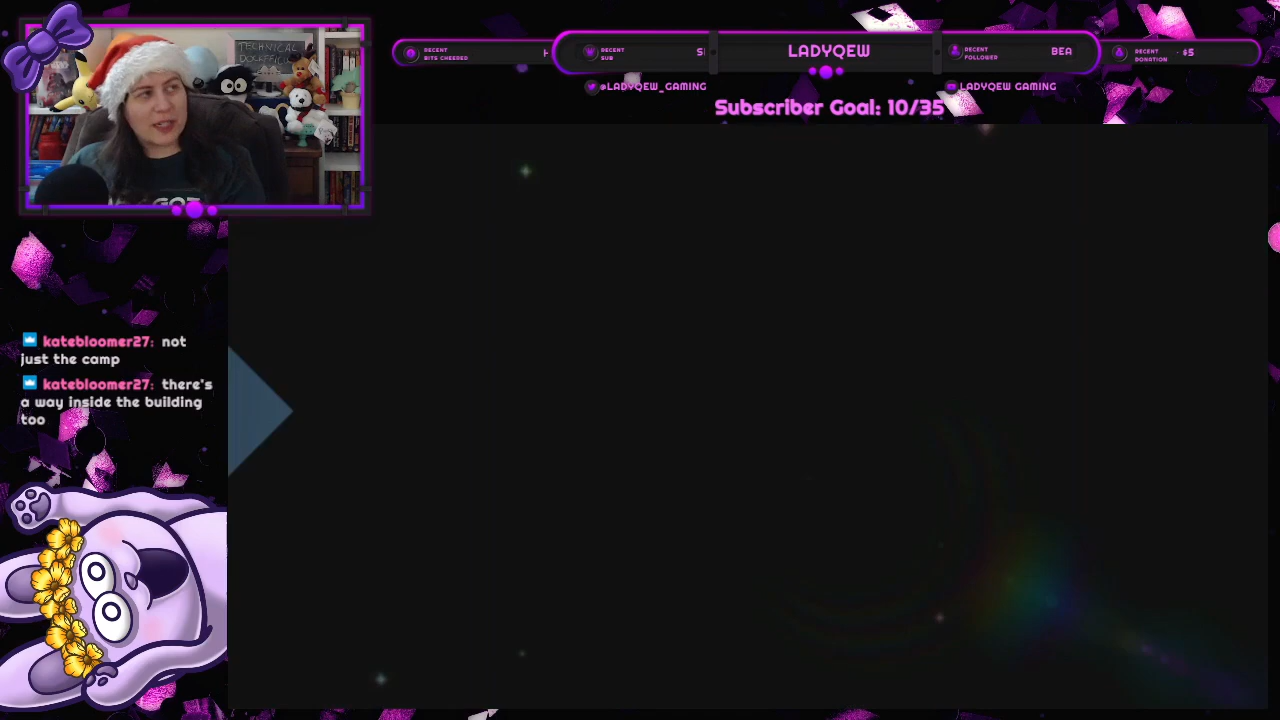 TECHNICAL
RECENT
BITS CHEERED
RECENT
SUB
LADYQEW
RECENT
FOLLOWER
BEA
RECENT
DONATION
$5
@LADYQEW_GAMING
LADYQEW GAMING
Subscriber Goal: 10/35
katebloomer27: not
just the camp
katebloomer27: there's
a way inside the building
too